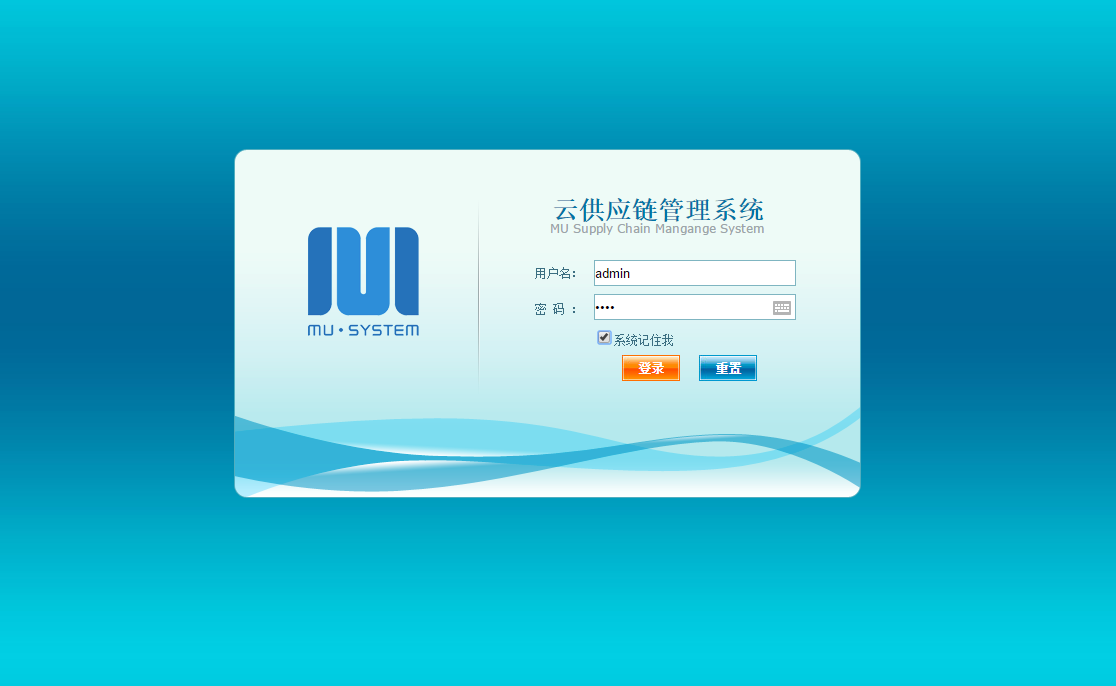 云供应链管理系统
MU Supply Chain Mangange System
MU·SYSTEM
用户名: admin
密 码 : ••••
系统记住我
登录 重置